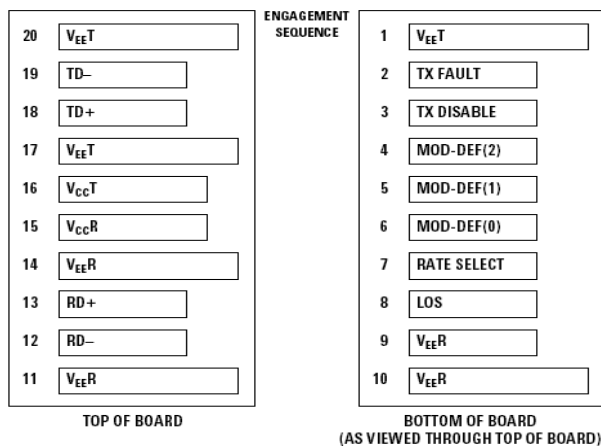 ENGAGEMENT
SEQUENCE
20 VEET
19 TD–
18 TD+
17 VEET
16 VCCT
15 VCCR
14 VEER
13 RD+
12 RD–
11 VEER
TOP OF BOARD
1 VEET
2 TX FAULT
3 TX DISABLE
4 MOD-DEF(2)
5 MOD-DEF(1)
6 MOD-DEF(0)
7 RATE SELECT
8 LOS
9 VEER
10 VEER
BOTTOM OF BOARD
(AS VIEWED THROUGH TOP OF BOARD)